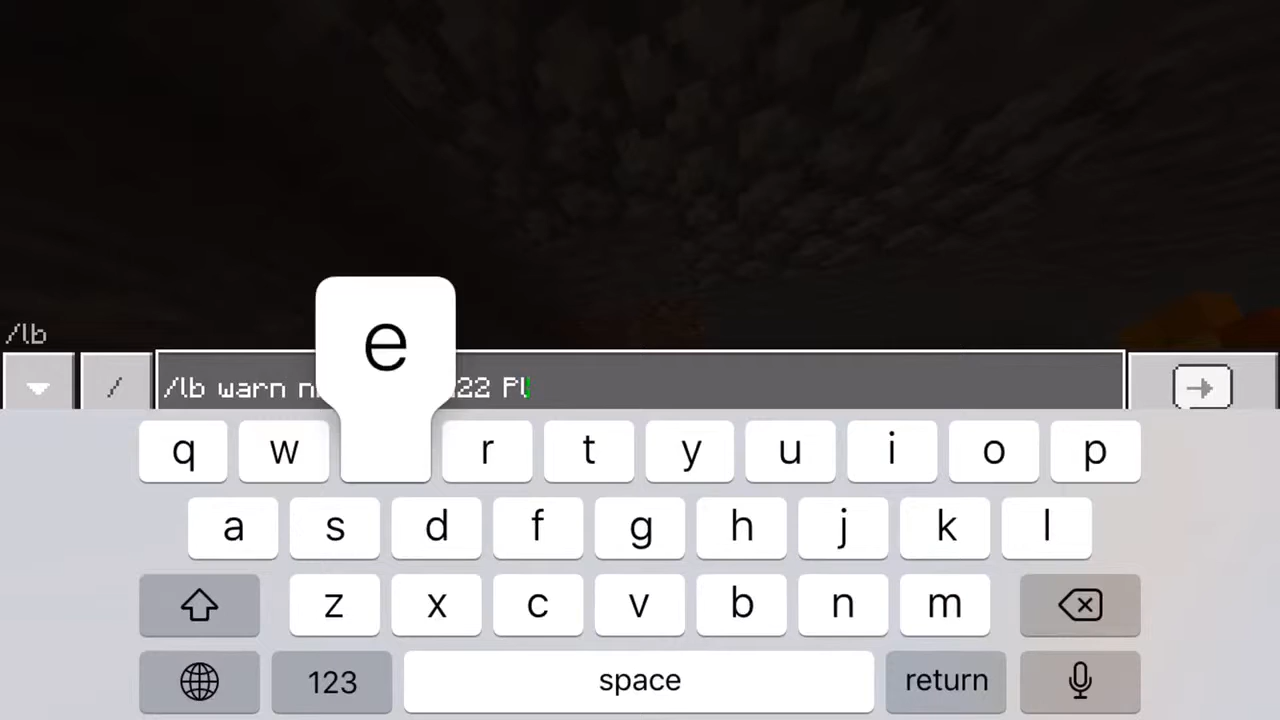 /lb
e
/ /lb warn 22 Pl
q w r t y u i o p
a s d f g h j k l
z x c v b n m
123 space return